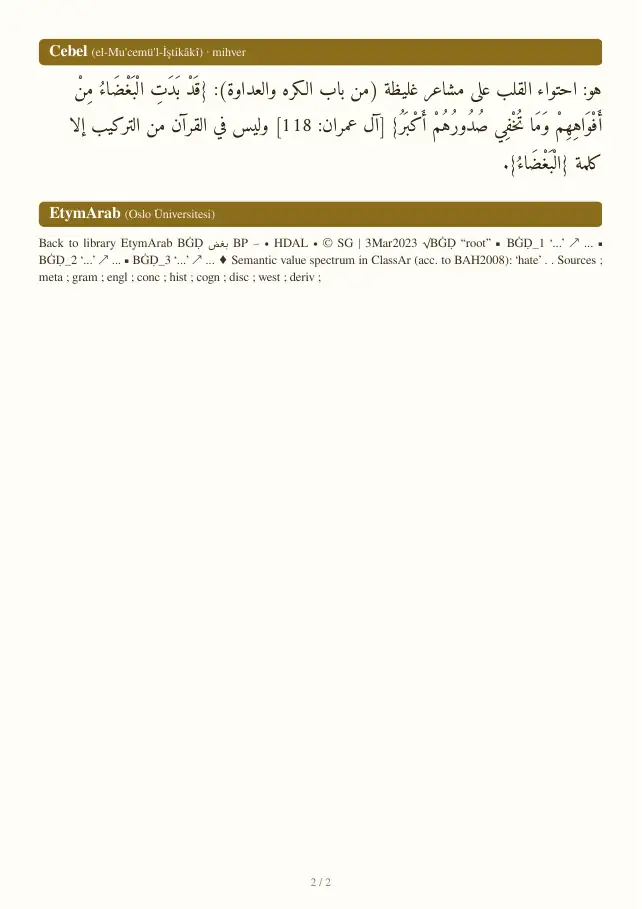 Cebel (el-Mu'cemü'l-İştikâkî) · mihver
هو: احتواء القلب على مشاعر غليظة (من باب الكره والعداوة): {قَدْ بَدَتِ الْبَغْضَاءُ مِنْ
أَفْوَاهِهِمْ وَمَا تُخْفِي صُدُورُهُمْ أَكْبَرُ} [آل عمران: 118] وليس في القرآن من التركيب إلا
كلمة {الْبَغْضَاءُ}.
EtymArab (Oslo Üniversitesi)
Back to library EtymArab BĠḌ بغض BP – • HDAL • © SG | 3Mar2023 √BĠḌ “root” ▪ BĠḌ_1 ‘...’ ↗ ... ▪
BĠḌ_2 ‘...’ ↗ ... ▪ BĠḌ_3 ‘...’ ↗ ... ♦ Semantic value spectrum in ClassAr (acc. to BAH2008): ‘hate’ . . Sources ;
meta ; gram ; engl ; conc ; hist ; cogn ; disc ; west ; deriv ;
2 / 2